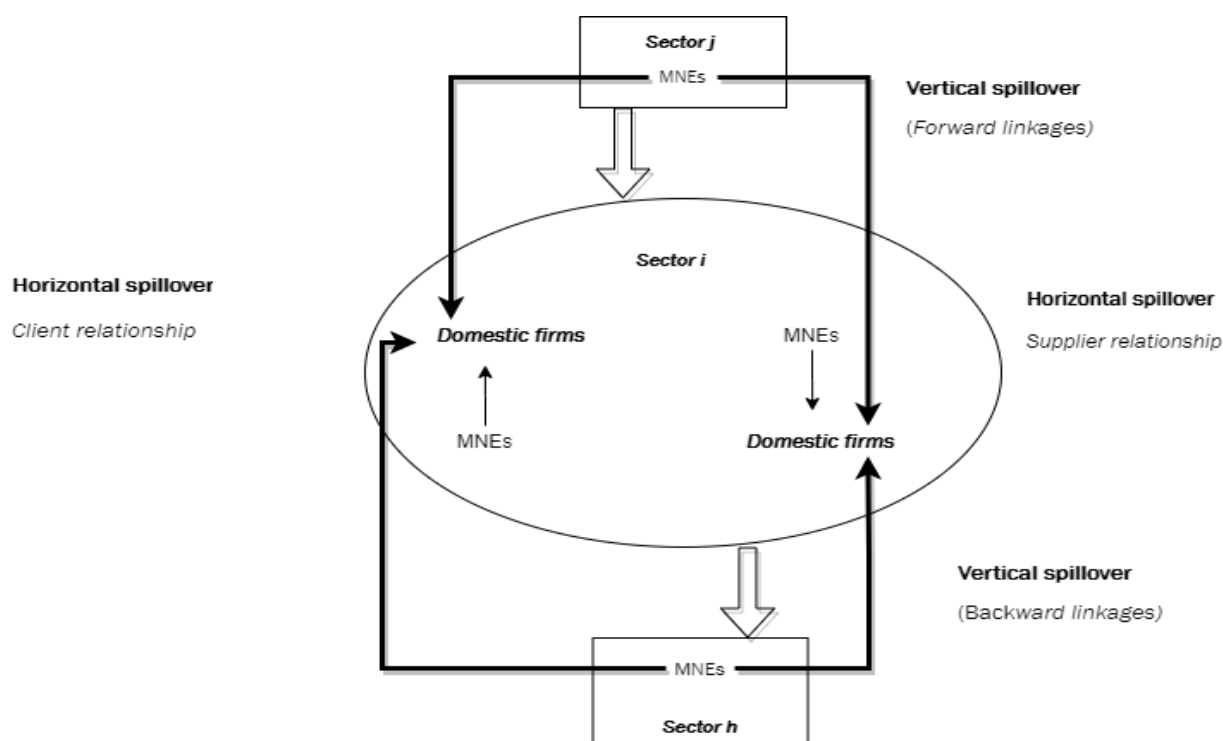 Sector j
MNEs
Vertical spillover
(Forward linkages)
Sector i
Horizontal spillover
Client relationship
Horizontal spillover
Supplier relationship
Domestic firms
MNEs
MNEs
Domestic firms
Vertical spillover
(Backward linkages)
MNEs
Sector h